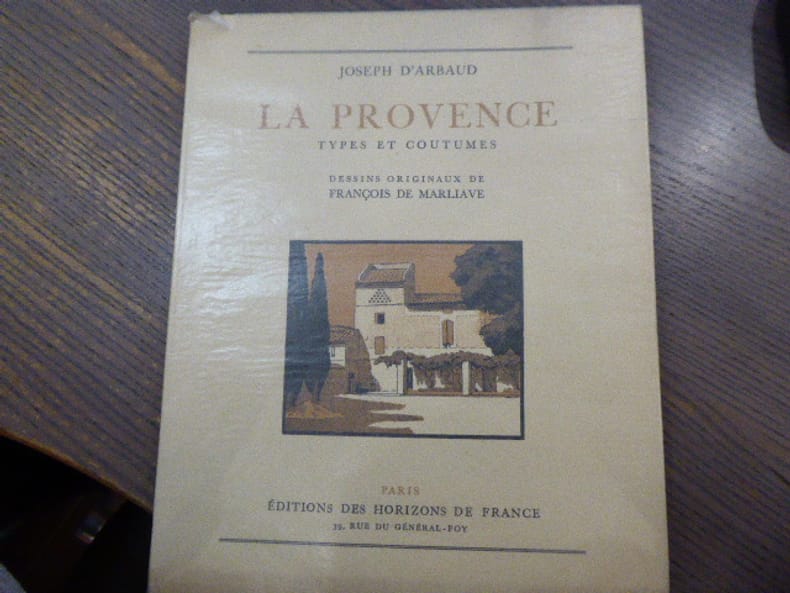 JOSEPH D'ARBAUD
LA PROVENCE
TYPES ET COUTUMES
DESSINS ORIGINAUX DE
FRANÇOIS DE MARLIAVE
PARIS
ÉDITIONS DES HORIZONS DE FRANCE
39, RUE DU GÉNÉRAL-FOY